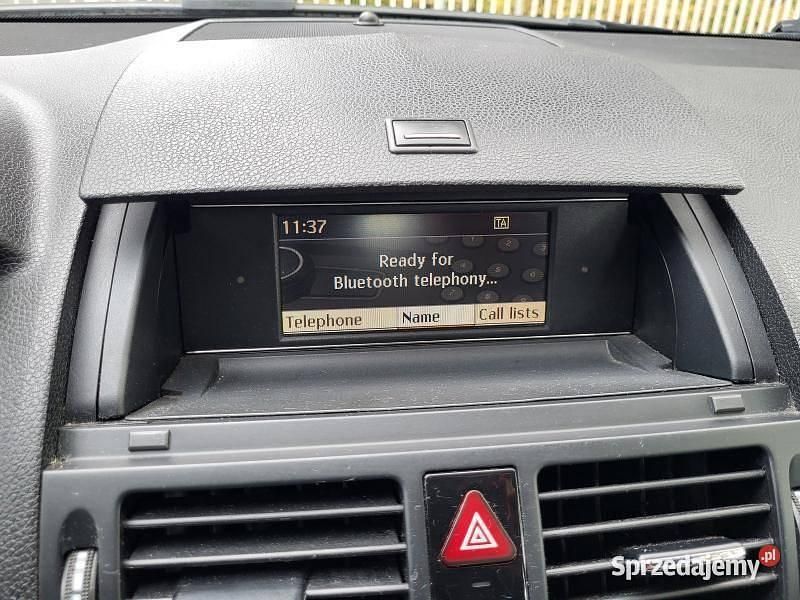 11:37 TA
Ready for
Bluetooth telephony...
Telephone Name Call lists
Sprzedajemy.pl